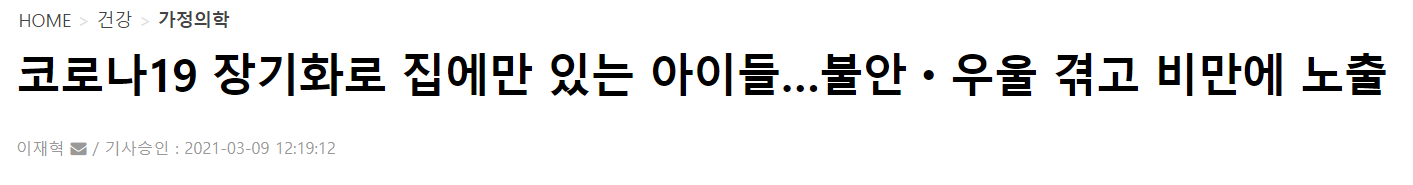 HOME > 건강 > 가정의학
코로나19 장기화로 집에만 있는 아이들...불안·우울 겪고 비만에 노출
이재혁 / 기사승인 : 2021-03-09 12:19:12